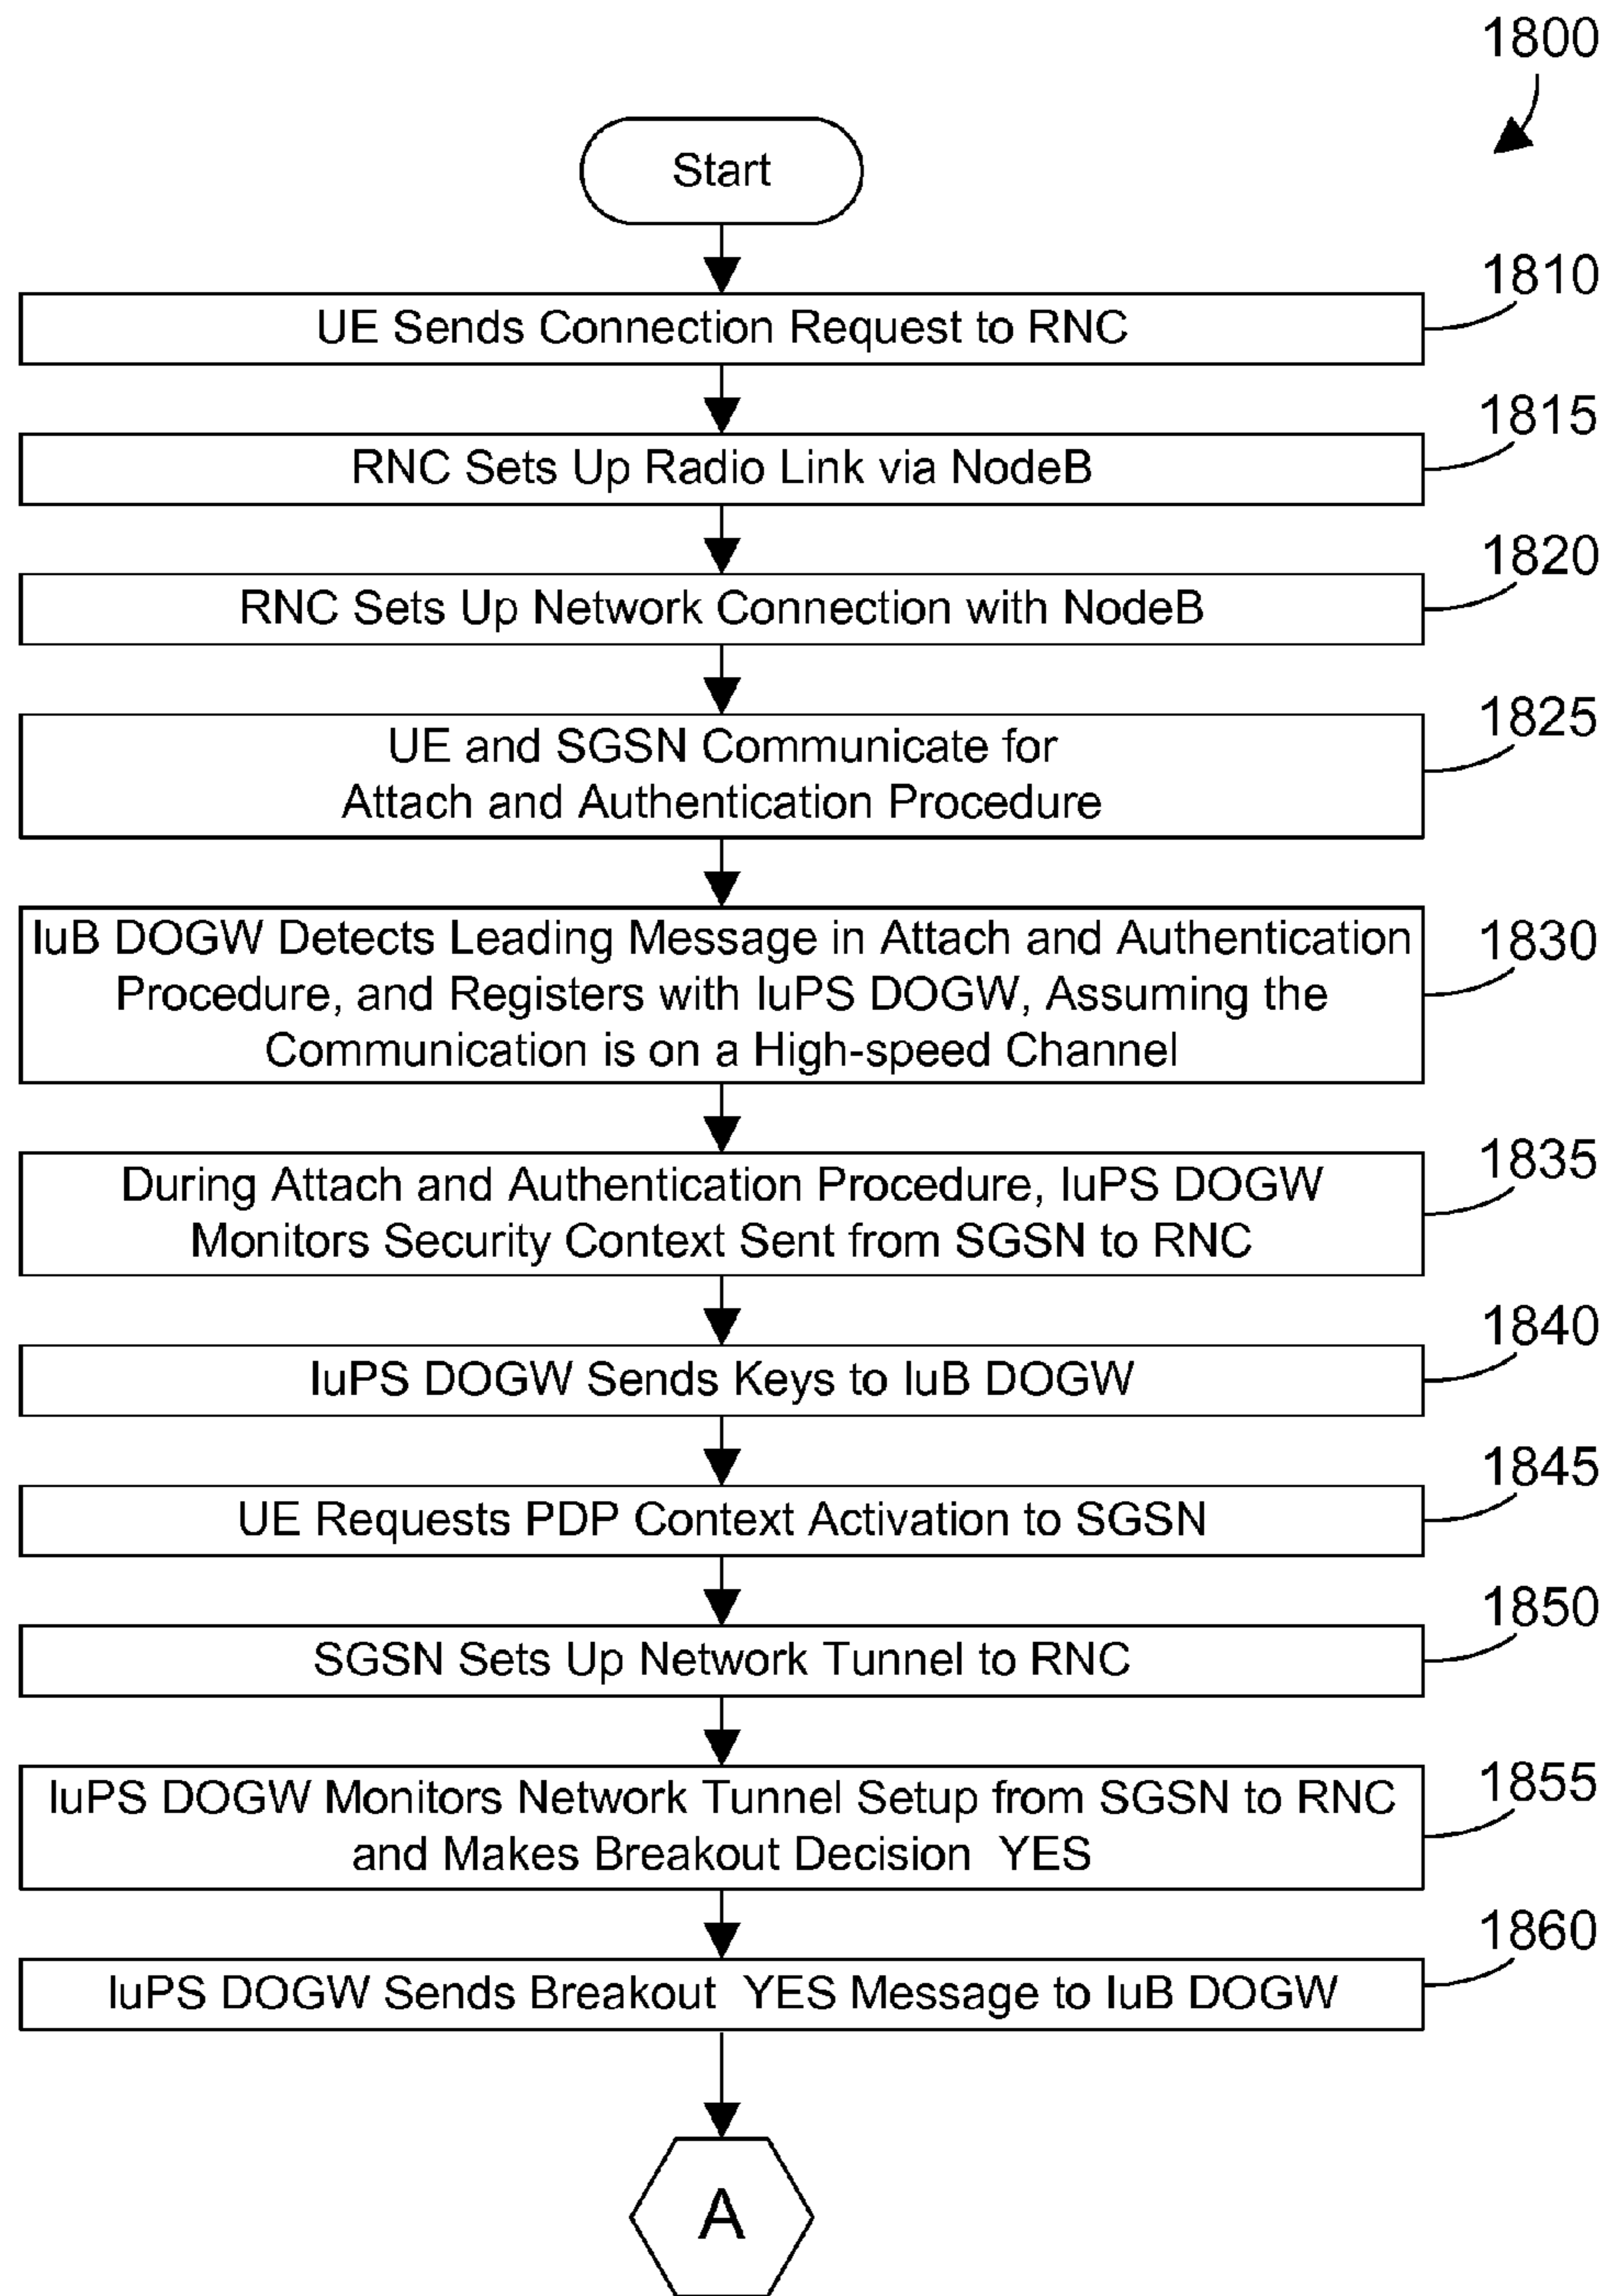 1800
Start
1810
UE Sends Connection Request to RNC
1815
RNC Sets Up Radio Link via NodeB
1820
RNC Sets Up Network Connection with NodeB
1825
UE and SGSN Communicate for
Attach and Authentication Procedure
1830
IuB DOGW Detects Leading Message in Attach and Authentication
Procedure, and Registers with IuPS DOGW, Assuming the
Communication is on a High-speed Channel
1835
During Attach and Authentication Procedure, IuPS DOGW
Monitors Security Context Sent from SGSN to RNC
1840
IuPS DOGW Sends Keys to IuB DOGW
1845
UE Requests PDP Context Activation to SGSN
1850
SGSN Sets Up Network Tunnel to RNC
1855
IuPS DOGW Monitors Network Tunnel Setup from SGSN to RNC
and Makes Breakout Decision YES
1860
IuPS DOGW Sends Breakout YES Message to IuB DOGW
A